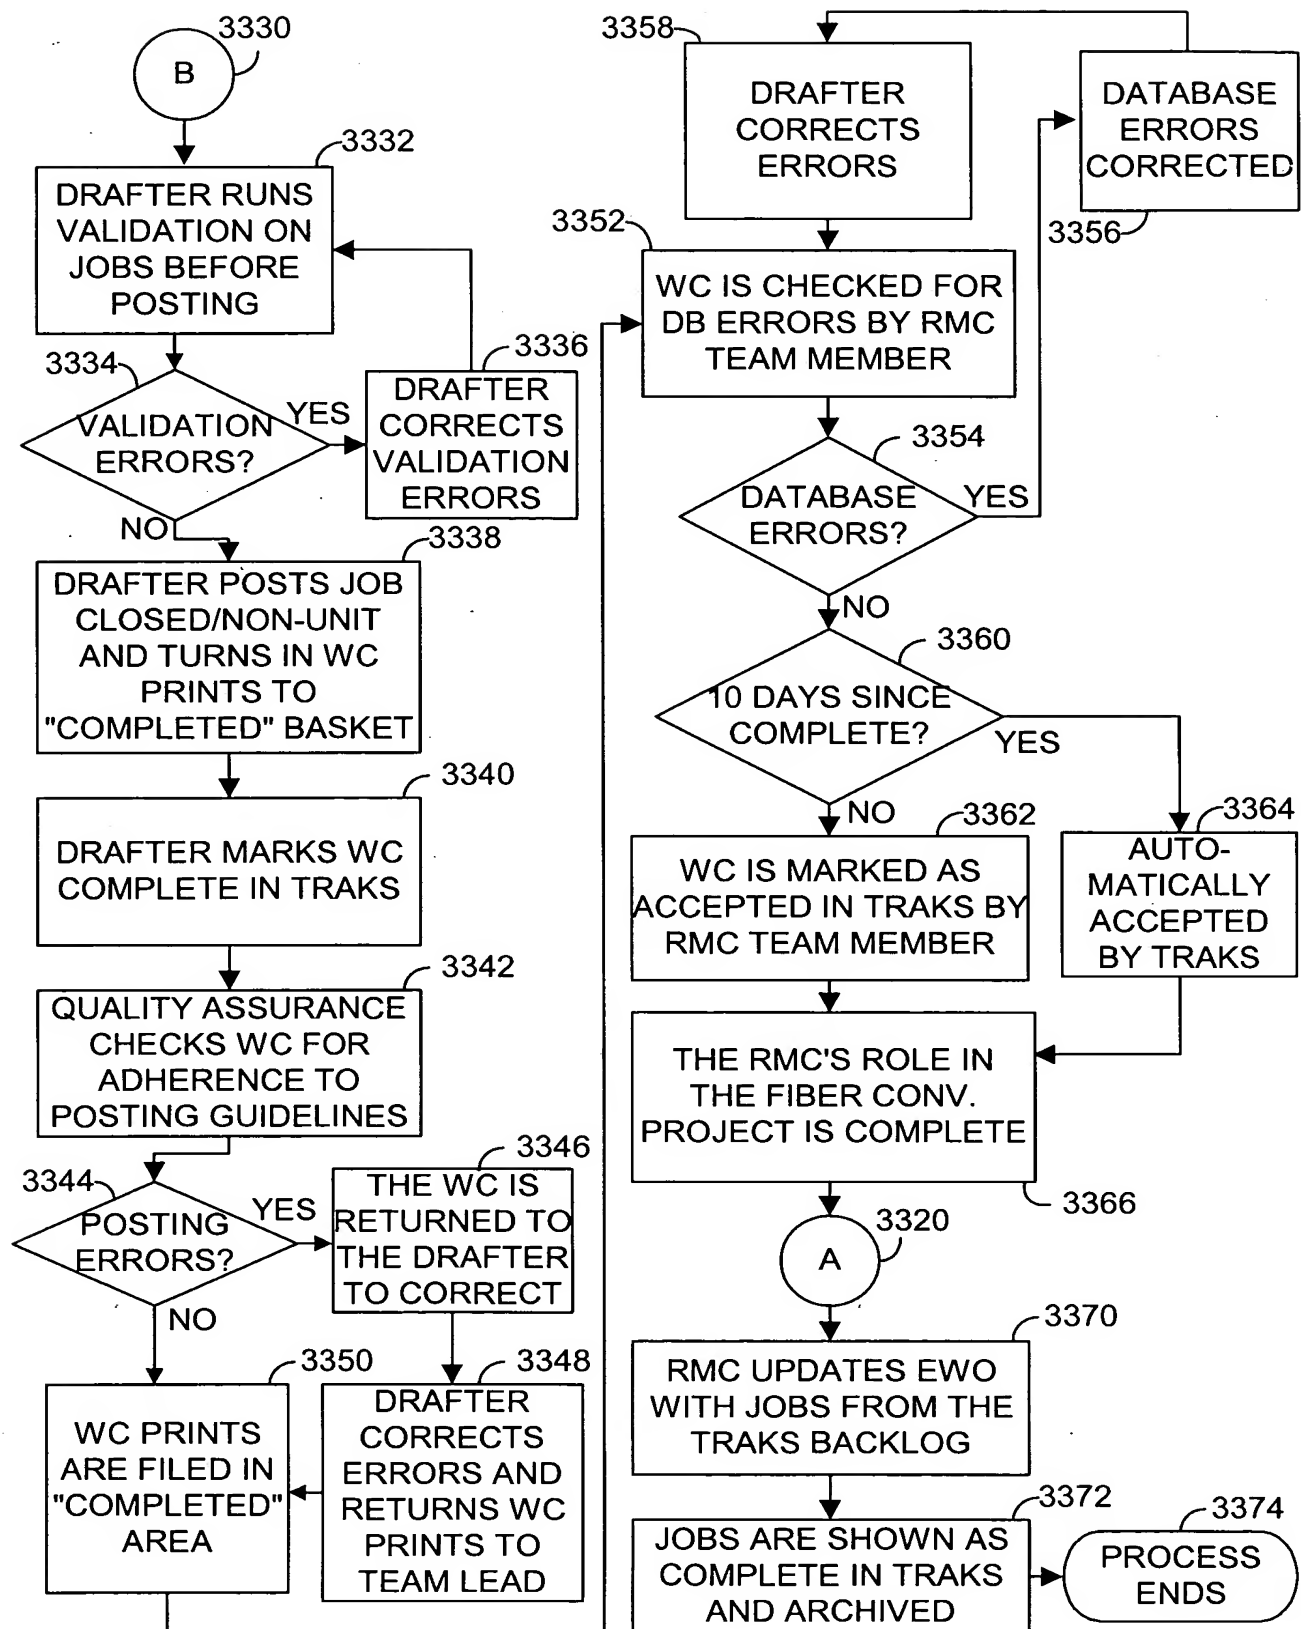 3330
B
3332
DRAFTER RUNS
VALIDATION ON
JOBS BEFORE
POSTING
3334
VALIDATION
ERRORS?
YES
3336
DRAFTER
CORRECTS
VALIDATION
ERRORS
NO
3338
DRAFTER POSTS JOB
CLOSED/NON-UNIT
AND TURNS IN WC
PRINTS TO
"COMPLETED" BASKET
3340
DRAFTER MARKS WC
COMPLETE IN TRAKS
3342
QUALITY ASSURANCE
CHECKS WC FOR
ADHERENCE TO
POSTING GUIDELINES
3344
POSTING
ERRORS?
YES
3346
THE WC IS
RETURNED TO
THE DRAFTER
TO CORRECT
NO
3350
WC PRINTS
ARE FILED IN
"COMPLETED"
AREA
3348
DRAFTER
CORRECTS
ERRORS AND
RETURNS WC
PRINTS TO
TEAM LEAD
3358
DRAFTER
CORRECTS
ERRORS
DATABASE
ERRORS
CORRECTED
3356
3352
WC IS CHECKED FOR
DB ERRORS BY RMC
TEAM MEMBER
3354
DATABASE
ERRORS?
YES
NO
3360
10 DAYS SINCE
COMPLETE?
YES
NO
3362
WC IS MARKED AS
ACCEPTED IN TRAKS BY
RMC TEAM MEMBER
3364
AUTO-
MATICALLY
ACCEPTED
BY TRAKS
THE RMC'S ROLE IN
THE FIBER CONV.
PROJECT IS COMPLETE
3366
3320
A
3370
RMC UPDATES EWO
WITH JOBS FROM THE
TRAKS BACKLOG
3372
JOBS ARE SHOWN AS
COMPLETE IN TRAKS
AND ARCHIVED
3374
PROCESS
ENDS